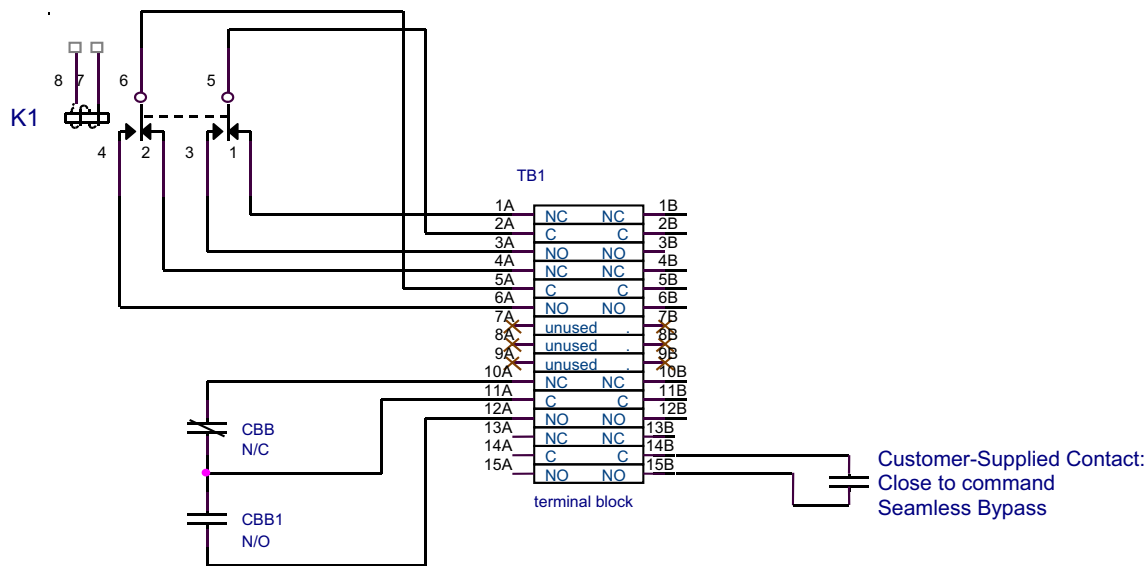 8 7 6 5
K1
4 2 3 1
TB1
1A NC NC 1B
2A C C 2B
3A NO NO 3B
4A NC NC 4B
5A C C 5B
6A NO NO 6B
7A unused . 7B
8A unused . 8B
9A unused . 9B
10A NC NC 10B
11A C C 11B
12A NO NO 12B
13A NC NC 13B
14A C C 14B
15A NO NO 15B
terminal block
CBB
N/C
CBB1
N/O
Customer-Supplied Contact:
Close to command
Seamless Bypass